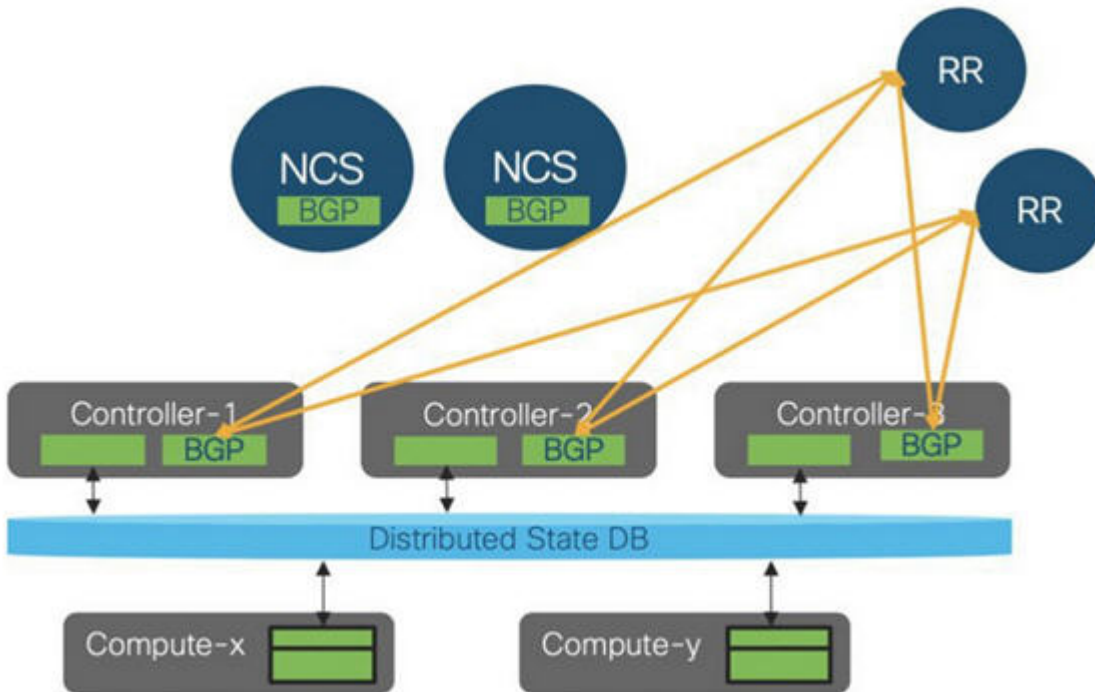 RR
NCS
BGP
NCS
BGP
RR
Controller-1
BGP
Controller-2
BGP
Controller-3
BGP
Distributed State DB
Compute-x
Compute-y